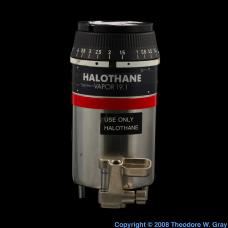 HALOTHANE
VAPOR 19.1
USE ONLY
HALOTHANE
Copyright © 2008 Theodore W. Gray